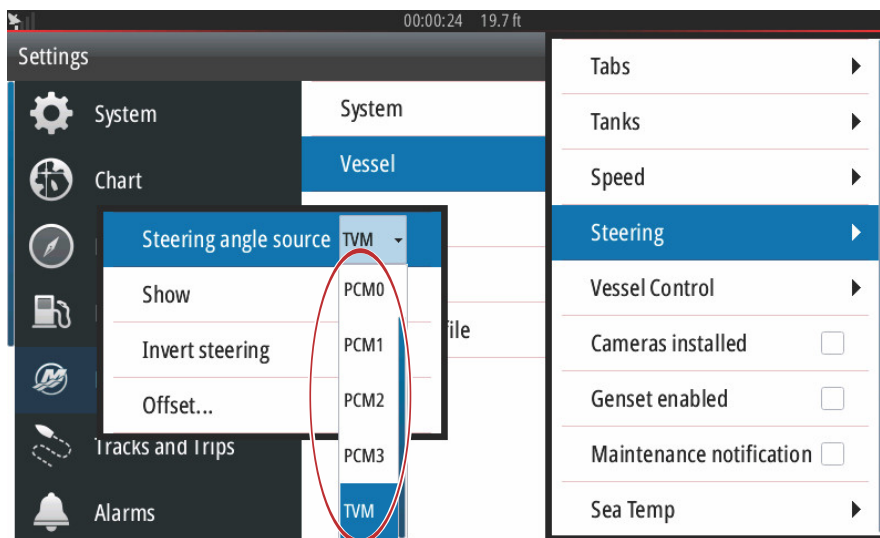 00:00:24 19.7 ft
Settings
System
Chart
Tracks and Trips
Alarms
System
Vessel
file
Steering angle source TVM
Show
Invert steering
Offset...
PCM0
PCM1
PCM2
PCM3
TVM
Tabs
Tanks
Speed
Steering
Vessel Control
Cameras installed
Genset enabled
Maintenance notification
Sea Temp